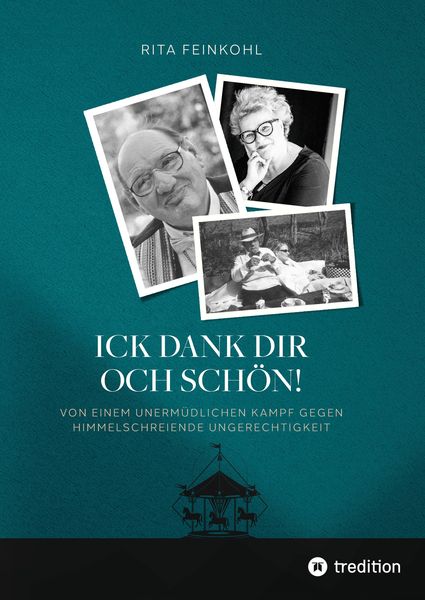 RITA FEINKOHL
ICK DANK DIR
OCH SCHÖN!
VON EINEM UNERMÜDLICHEN KAMPF GEGEN
HIMMELSCHREIENDE UNGERECHTIGKEIT
tredition